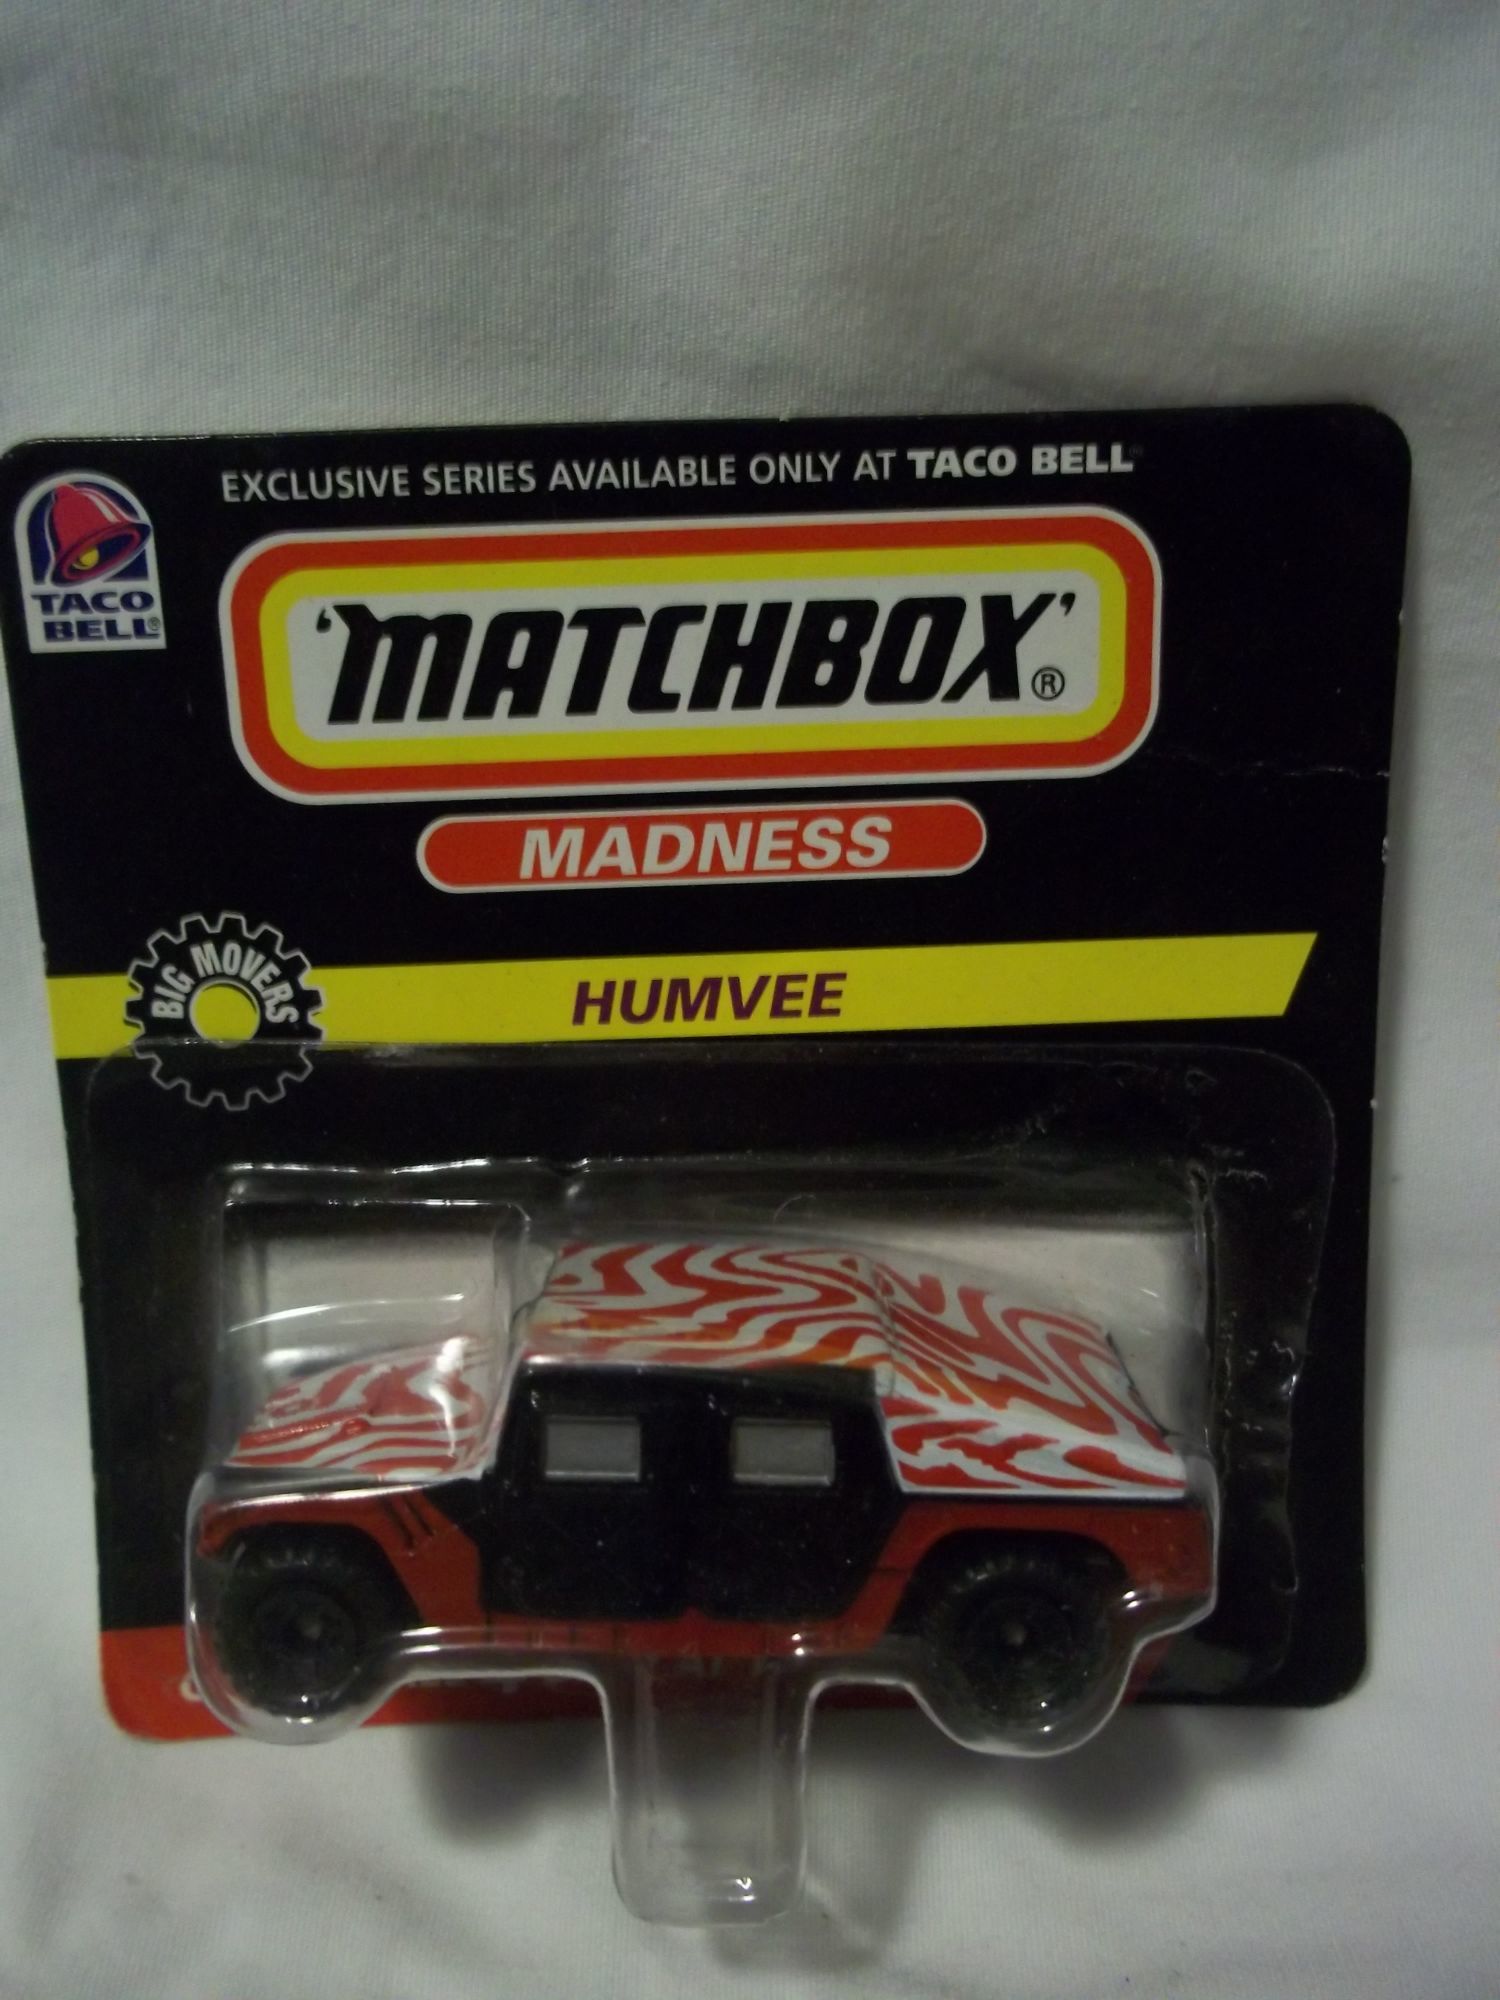 EXCLUSIVE SERIES AVAILABLE ONLY AT TACO BELL
TACO
BELL®
'MATCHBOX'®
MADNESS
BIG MOVERS
HUMVEE